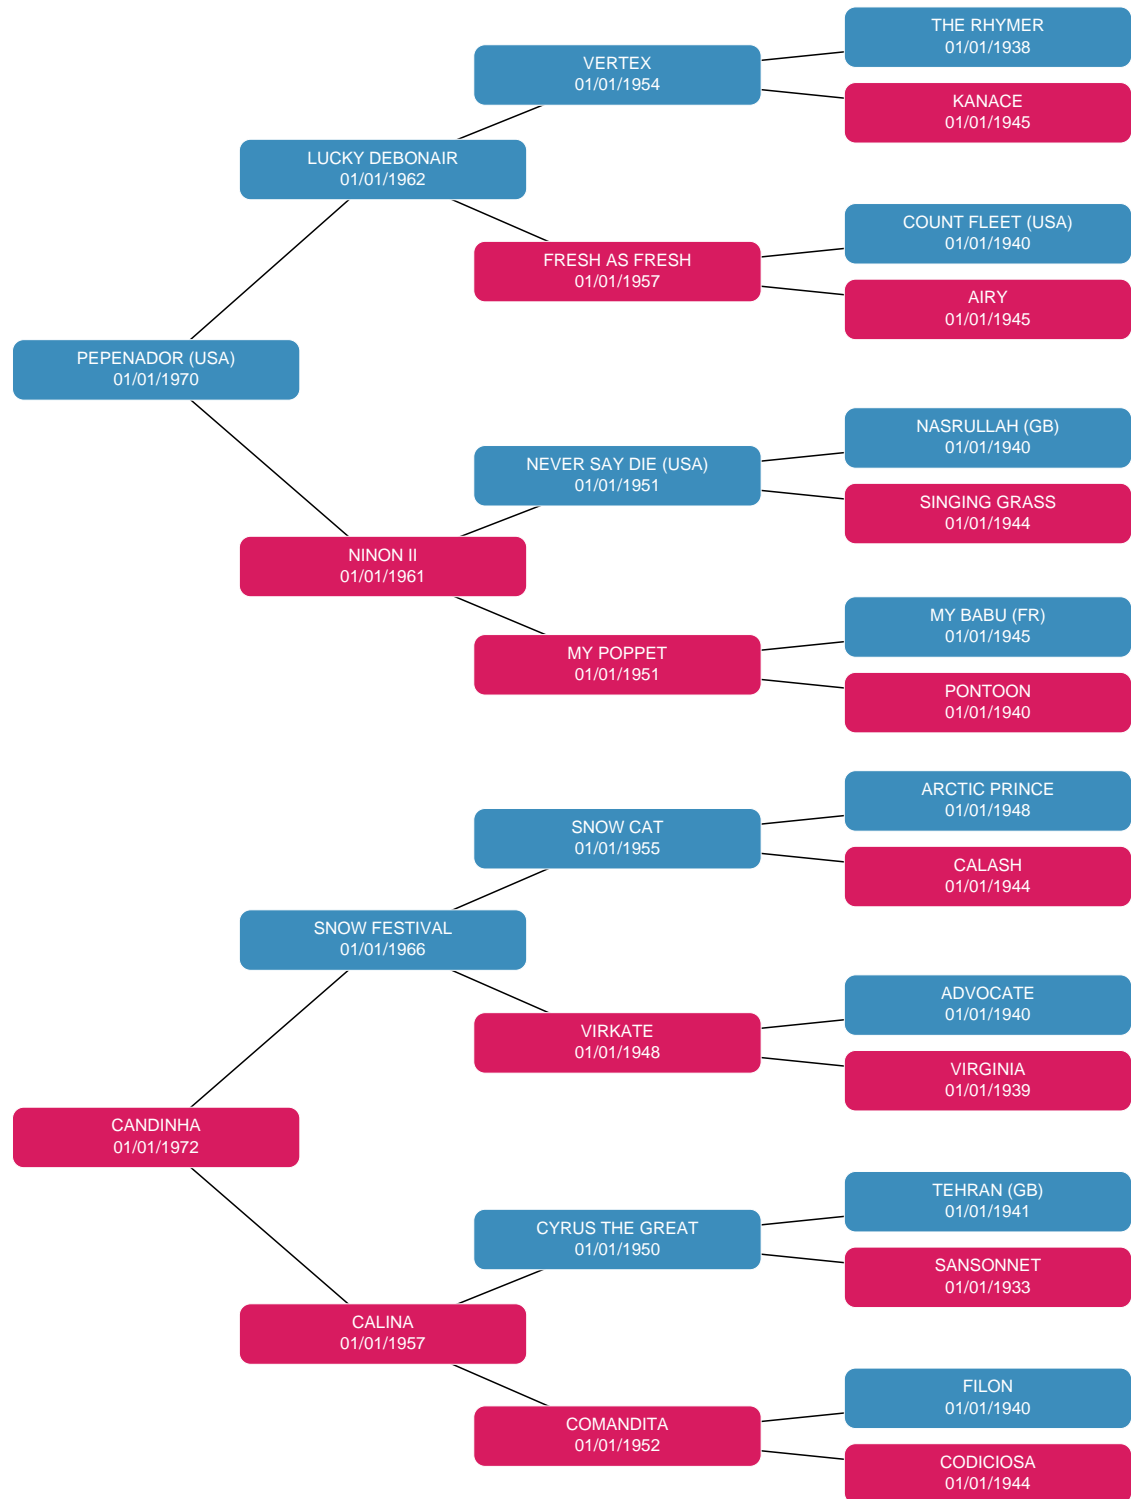 THE RHYMER
01/01/1938
VERTEX
01/01/1954
KANACE
01/01/1945
LUCKY DEBONAIR
01/01/1962
COUNT FLEET (USA)
01/01/1940
FRESH AS FRESH
01/01/1957
AIRY
01/01/1945
PEPENADOR (USA)
01/01/1970
NASRULLAH (GB)
01/01/1940
NEVER SAY DIE (USA)
01/01/1951
SINGING GRASS
01/01/1944
NINON II
01/01/1961
MY BABU (FR)
01/01/1945
MY POPPET
01/01/1951
PONTOON
01/01/1940
ARCTIC PRINCE
01/01/1948
SNOW CAT
01/01/1955
CALASH
01/01/1944
SNOW FESTIVAL
01/01/1966
ADVOCATE
01/01/1940
VIRKATE
01/01/1948
VIRGINIA
01/01/1939
CANDINHA
01/01/1972
TEHRAN (GB)
01/01/1941
CYRUS THE GREAT
01/01/1950
SANSONNET
01/01/1933
CALINA
01/01/1957
FILON
01/01/1940
COMANDITA
01/01/1952
CODICIOSA
01/01/1944